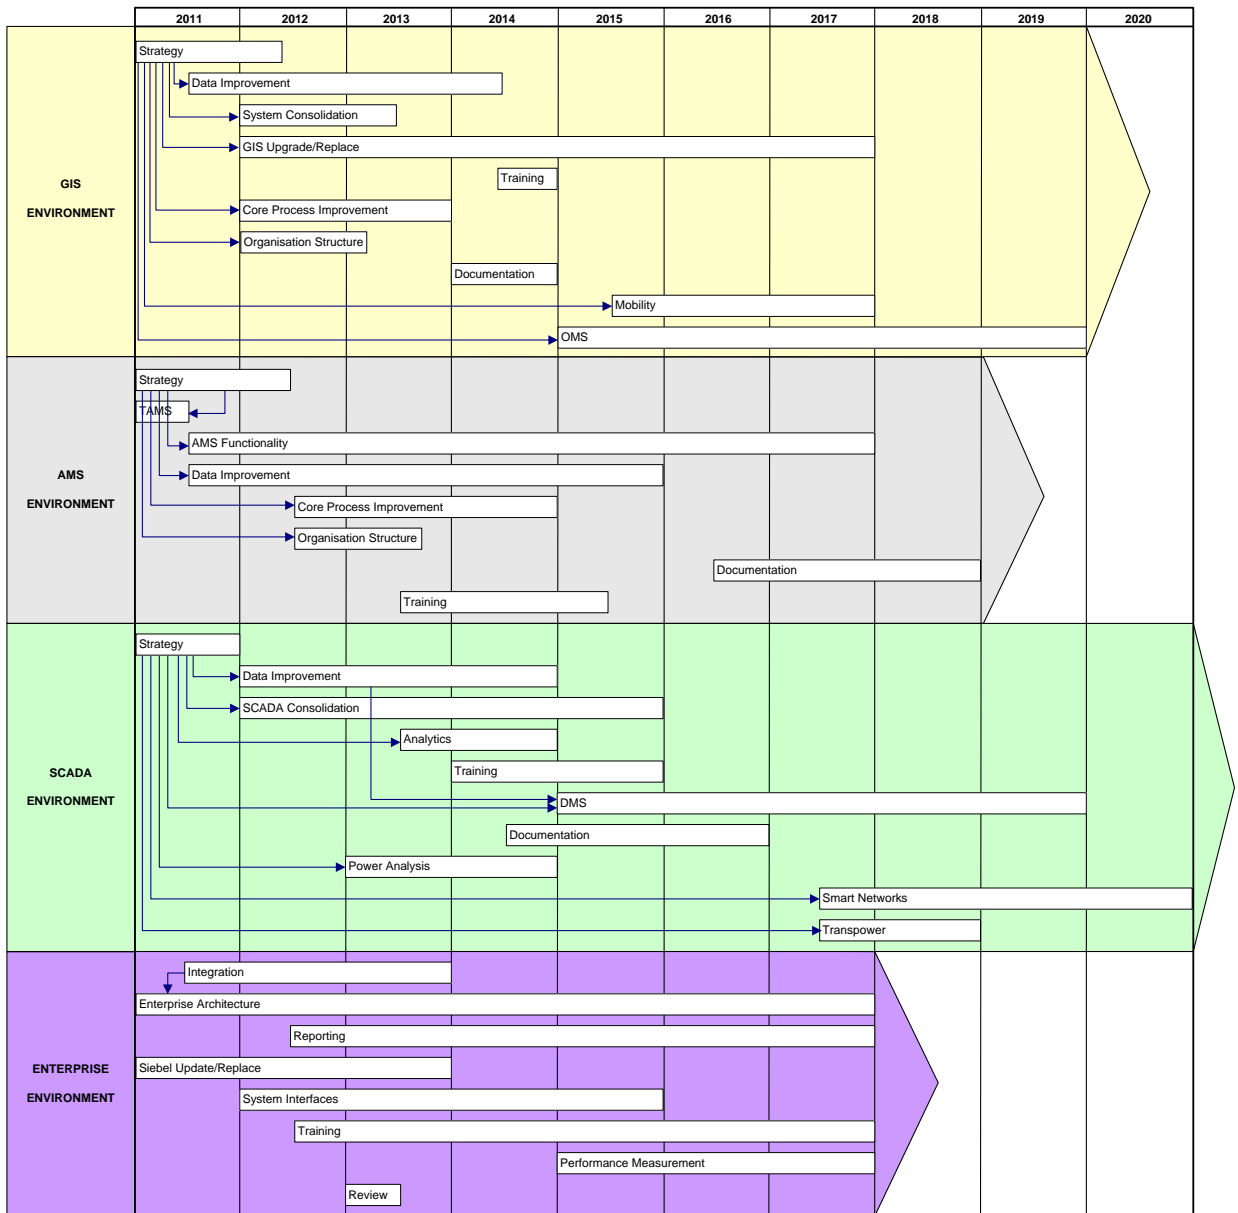 2011 2012 2013 2014 2015 2016 2017 2018 2019 2020
GIS
ENVIRONMENT
Strategy
Data Improvement
System Consolidation
GIS Upgrade/Replace
Training
Core Process Improvement
Organisation Structure
Documentation
Mobility
OMS
AMS
ENVIRONMENT
Strategy
TAMS
AMS Functionality
Data Improvement
Core Process Improvement
Organisation Structure
Documentation
Training
SCADA
ENVIRONMENT
Strategy
Data Improvement
SCADA Consolidation
Analytics
Training
DMS
Documentation
Power Analysis
Smart Networks
Transpower
ENTERPRISE
ENVIRONMENT
Integration
Enterprise Architecture
Reporting
Siebel Update/Replace
System Interfaces
Training
Performance Measurement
Review